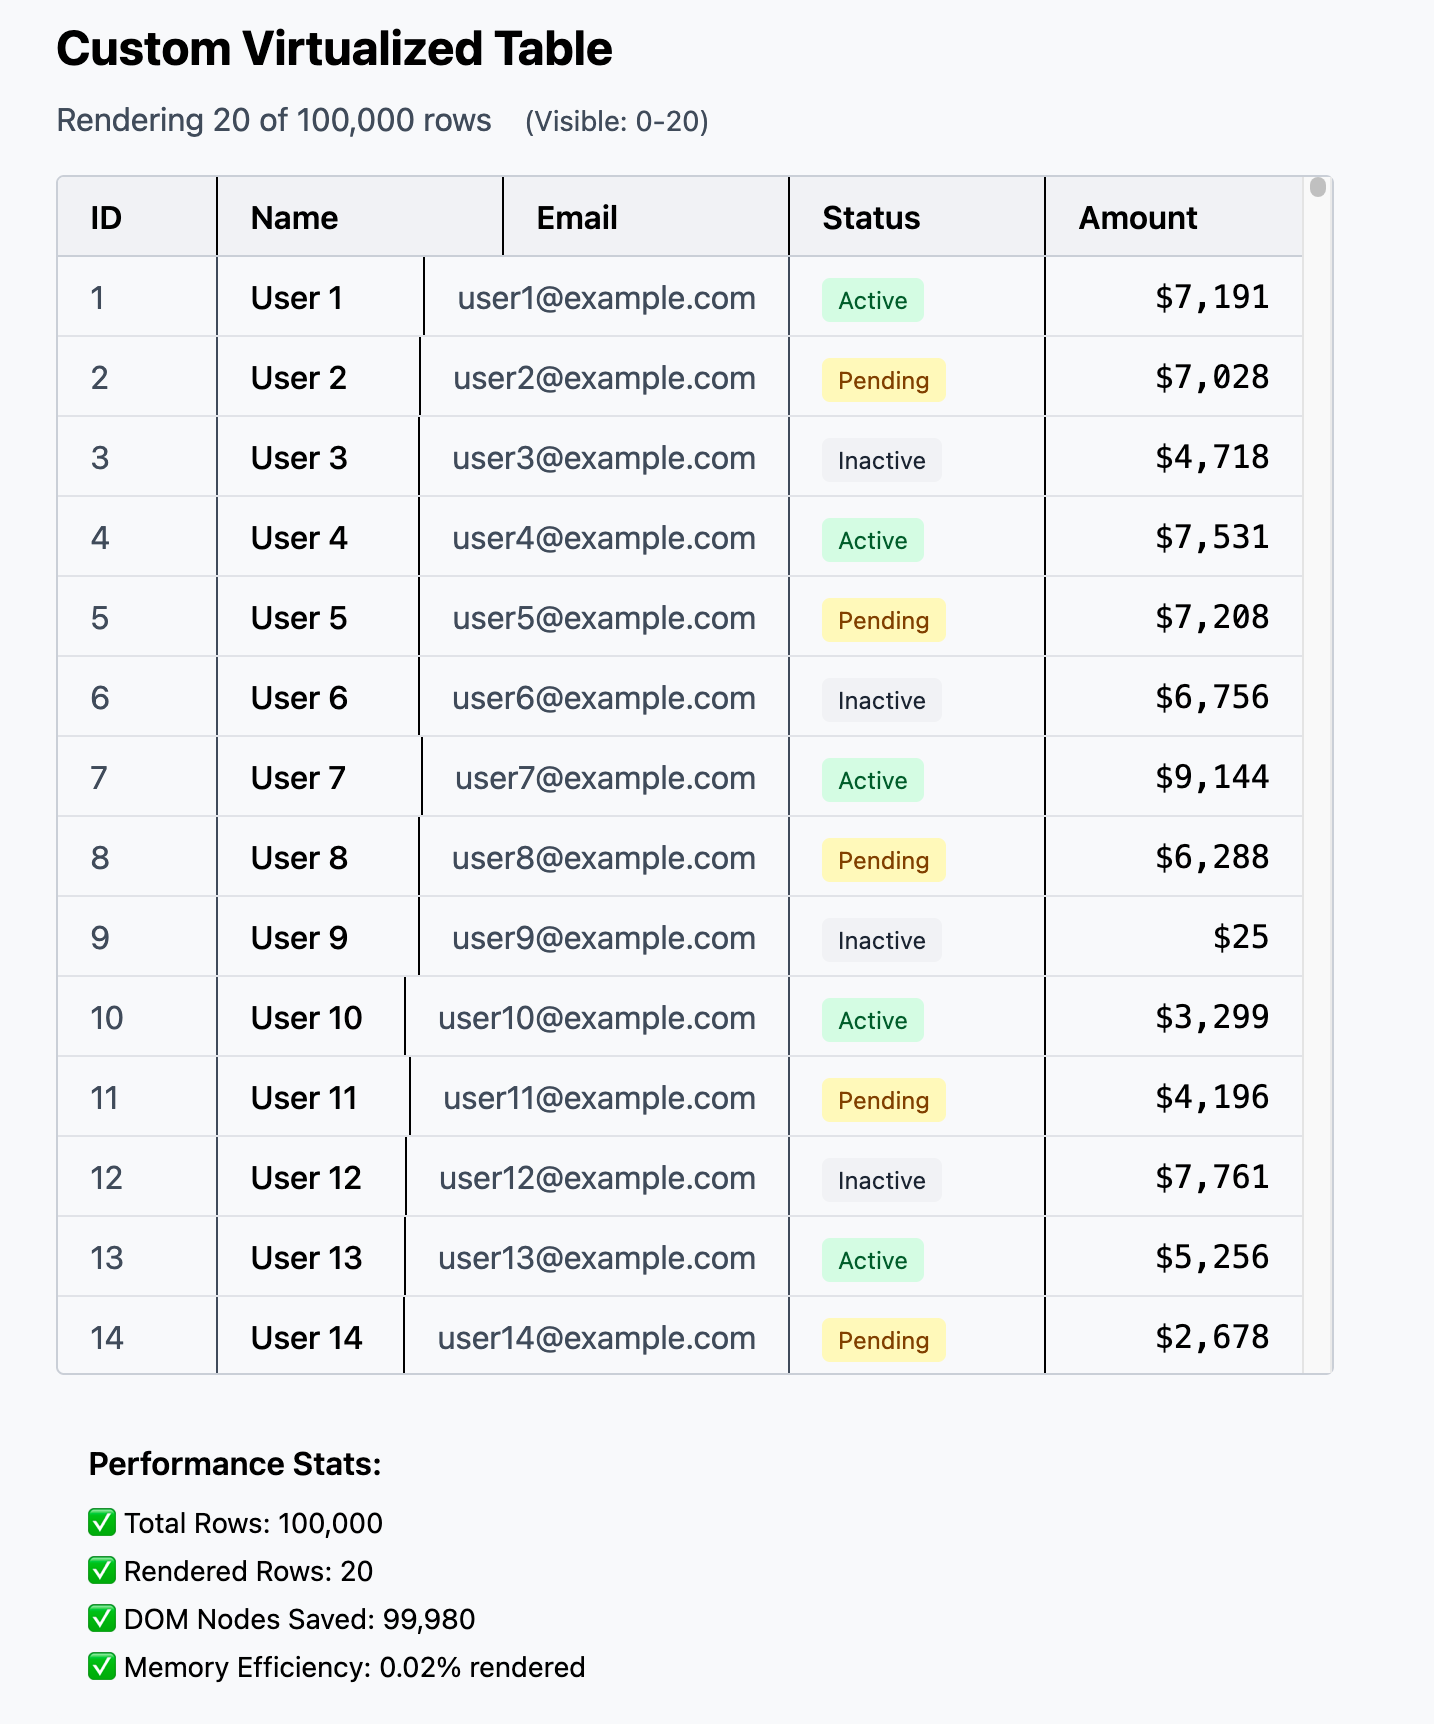 Custom Virtualized Table
Rendering 20 of 100,000 rows (Visible: 0-20)
ID Name Email Status Amount
1 User 1 user1@example.com Active $7,191
2 User 2 user2@example.com Pending $7,028
3 User 3 user3@example.com Inactive $4,718
4 User 4 user4@example.com Active $7,531
5 User 5 user5@example.com Pending $7,208
6 User 6 user6@example.com Inactive $6,756
7 User 7 user7@example.com Active $9,144
8 User 8 user8@example.com Pending $6,288
9 User 9 user9@example.com Inactive $25
10 User 10 user10@example.com Active $3,299
11 User 11 user11@example.com Pending $4,196
12 User 12 user12@example.com Inactive $7,761
13 User 13 user13@example.com Active $5,256
14 User 14 user14@example.com Pending $2,678
Performance Stats:
✅ Total Rows: 100,000
✅ Rendered Rows: 20
✅ DOM Nodes Saved: 99,980
✅ Memory Efficiency: 0.02% rendered